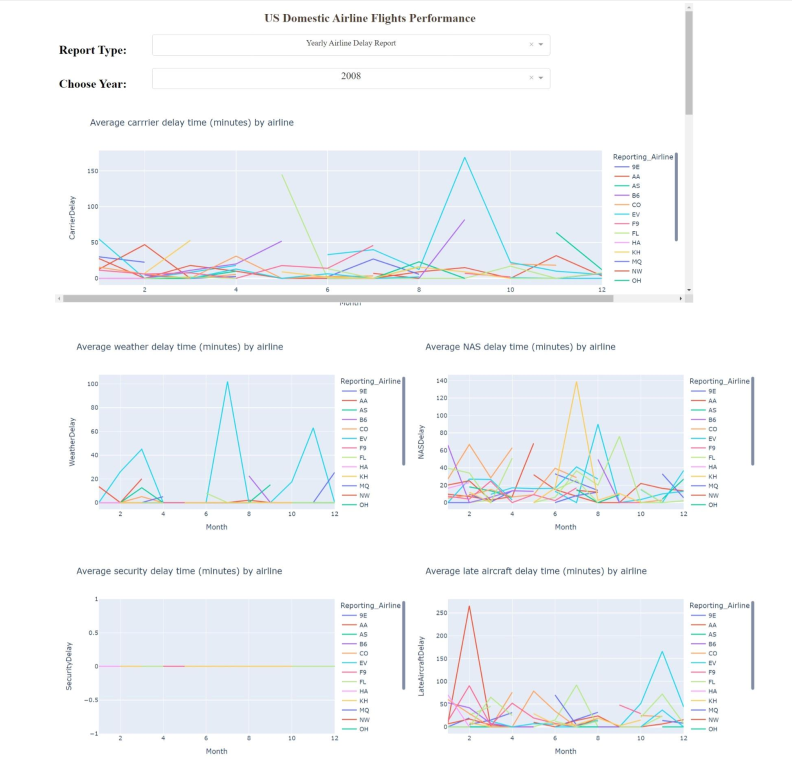 US Domestic Airline Flights Performance
Report Type:
Yearly Airline Delay Report
× ▾
Choose Year:
2008
× ▾
Average carrrier delay time (minutes) by airline
Reporting_Airline
9E
AA
AS
B6
CO
EV
F9
FL
HA
KH
MQ
NW
OH
CarrierDelay
150
100
50
0
2
4
6
8
10
12
Month
Average weather delay time (minutes) by airline
Reporting_Airline
9E
AA
AS
B6
CO
EV
F9
FL
HA
KH
MQ
NW
OH
WeatherDelay
100
80
60
40
20
0
2
4
6
8
10
12
Month
Average NAS delay time (minutes) by airline
Reporting_Airline
9E
AA
AS
B6
CO
EV
F9
FL
HA
KH
MQ
NW
OH
NASDelay
140
120
100
80
60
40
20
0
2
4
6
8
10
12
Month
Average security delay time (minutes) by airline
Reporting_Airline
9E
AA
AS
B6
CO
EV
F9
FL
HA
KH
MQ
NW
OH
SecurityDelay
1
0.5
0
−0.5
−1
2
4
6
8
10
12
Month
Average late aircraft delay time (minutes) by airline
Reporting_Airline
9E
AA
AS
B6
CO
EV
F9
FL
HA
KH
MQ
NW
OH
LateAircraftDelay
250
200
150
100
50
0
2
4
6
8
10
12
Month